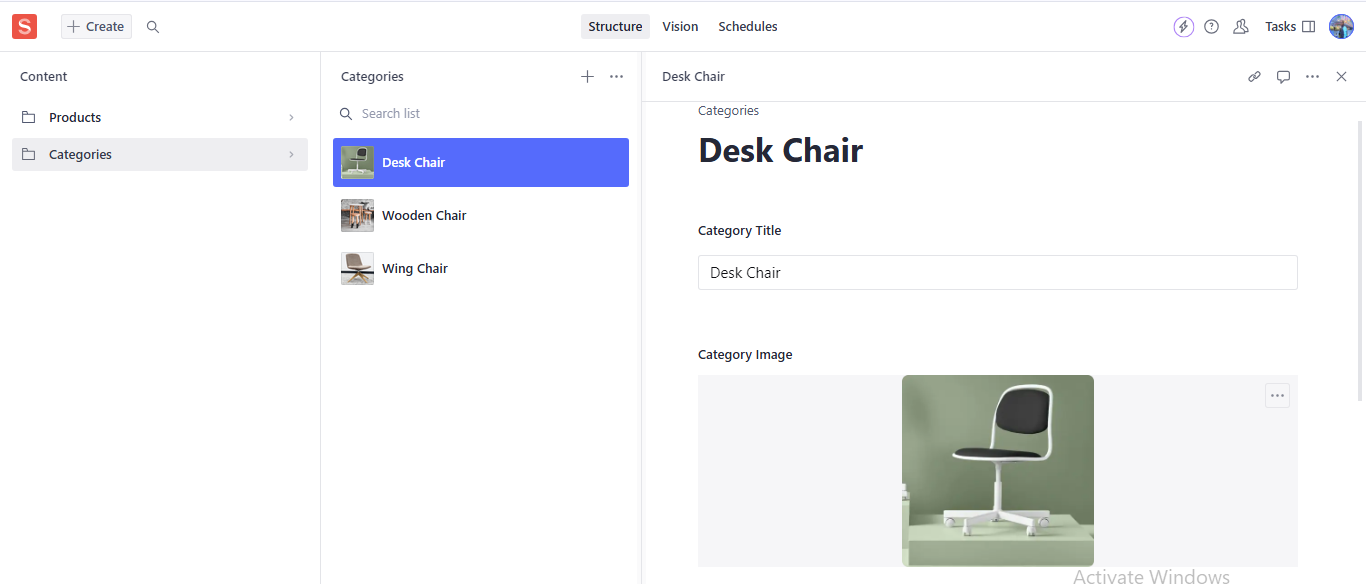 S
Create
Structure
Vision
Schedules
Tasks
Content
Products
Categories
Categories
Search list
Desk Chair
Wooden Chair
Wing Chair
Desk Chair
Categories
Desk Chair
Category Title
Desk Chair
Category Image
Activate Windows